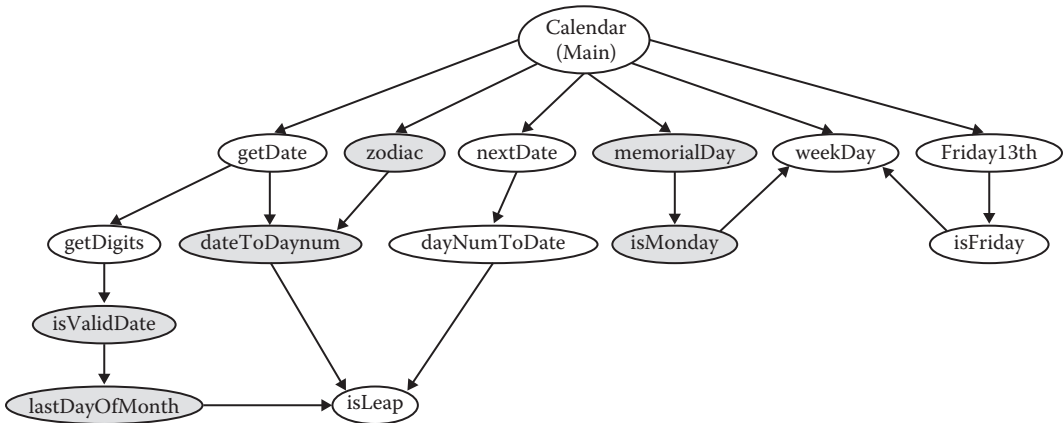 Calendar
(Main)
getDate
zodiac
nextDate
memorialDay
weekDay
Friday13th
getDigits
dateToDaynum
dayNumToDate
isMonday
isFriday
isValidDate
lastDayOfMonth
isLeap